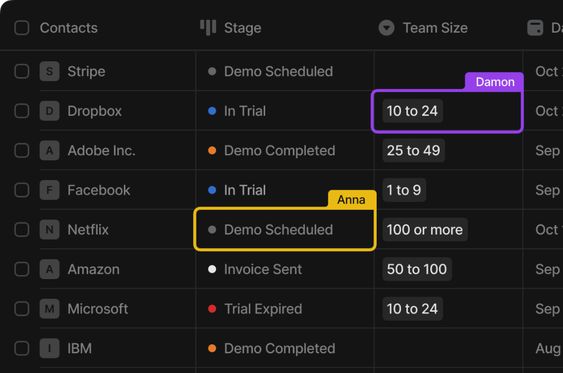 Contacts Stage Team Size Da
S Stripe Demo Scheduled Oct
Damon
D Dropbox In Trial 10 to 24 Oct
A Adobe Inc. Demo Completed 25 to 49 Sep
F Facebook In Trial 1 to 9 Sep
Anna
N Netflix Demo Scheduled 100 or more Oct
A Amazon Invoice Sent 50 to 100 Sep
M Microsoft Trial Expired 10 to 24 Sep
I IBM Demo Completed Aug